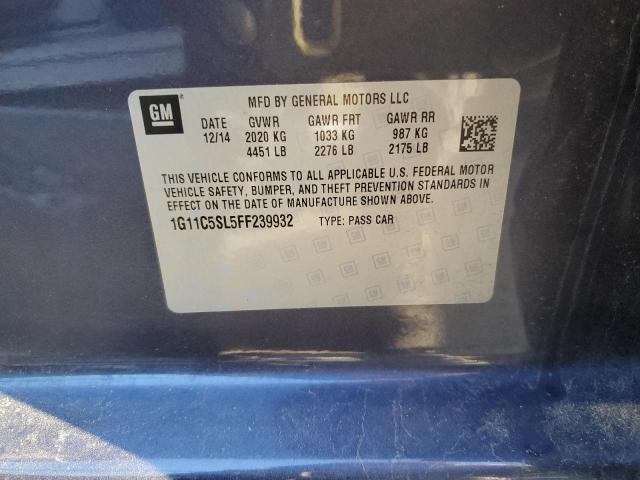 GM
MFD BY GENERAL MOTORS LLC
DATE GVWR GAWR FRT GAWR RR
12/14 2020 KG 1033 KG 987 KG
4451 LB 2276 LB 2175 LB
THIS VEHICLE CONFORMS TO ALL APPLICABLE U.S. FEDERAL MOTOR
VEHICLE SAFETY, BUMPER, AND THEFT PREVENTION STANDARDS IN
EFFECT ON THE DATE OF MANUFACTURE SHOWN ABOVE.
1G11C5SL5FF239932 TYPE: PASS CAR